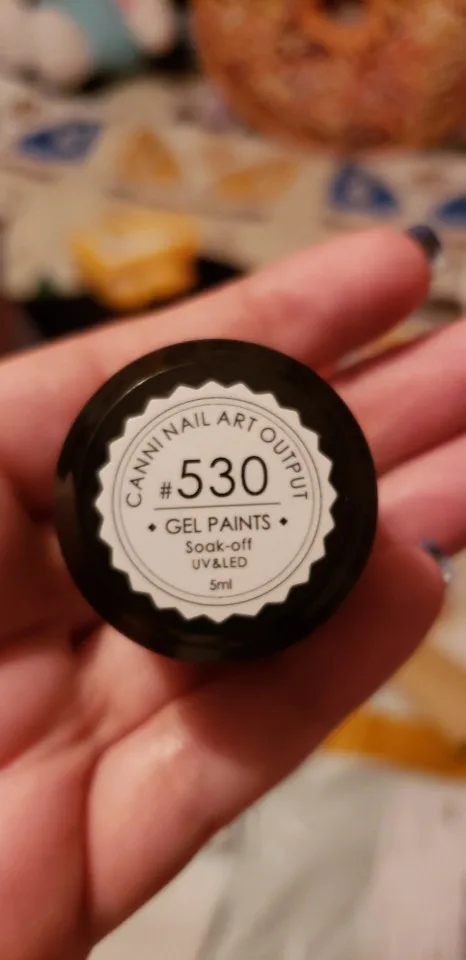 CANNI NAIL ART OUTPUT
#530
GEL PAINTS
Soak-off
UV&LED
5ml